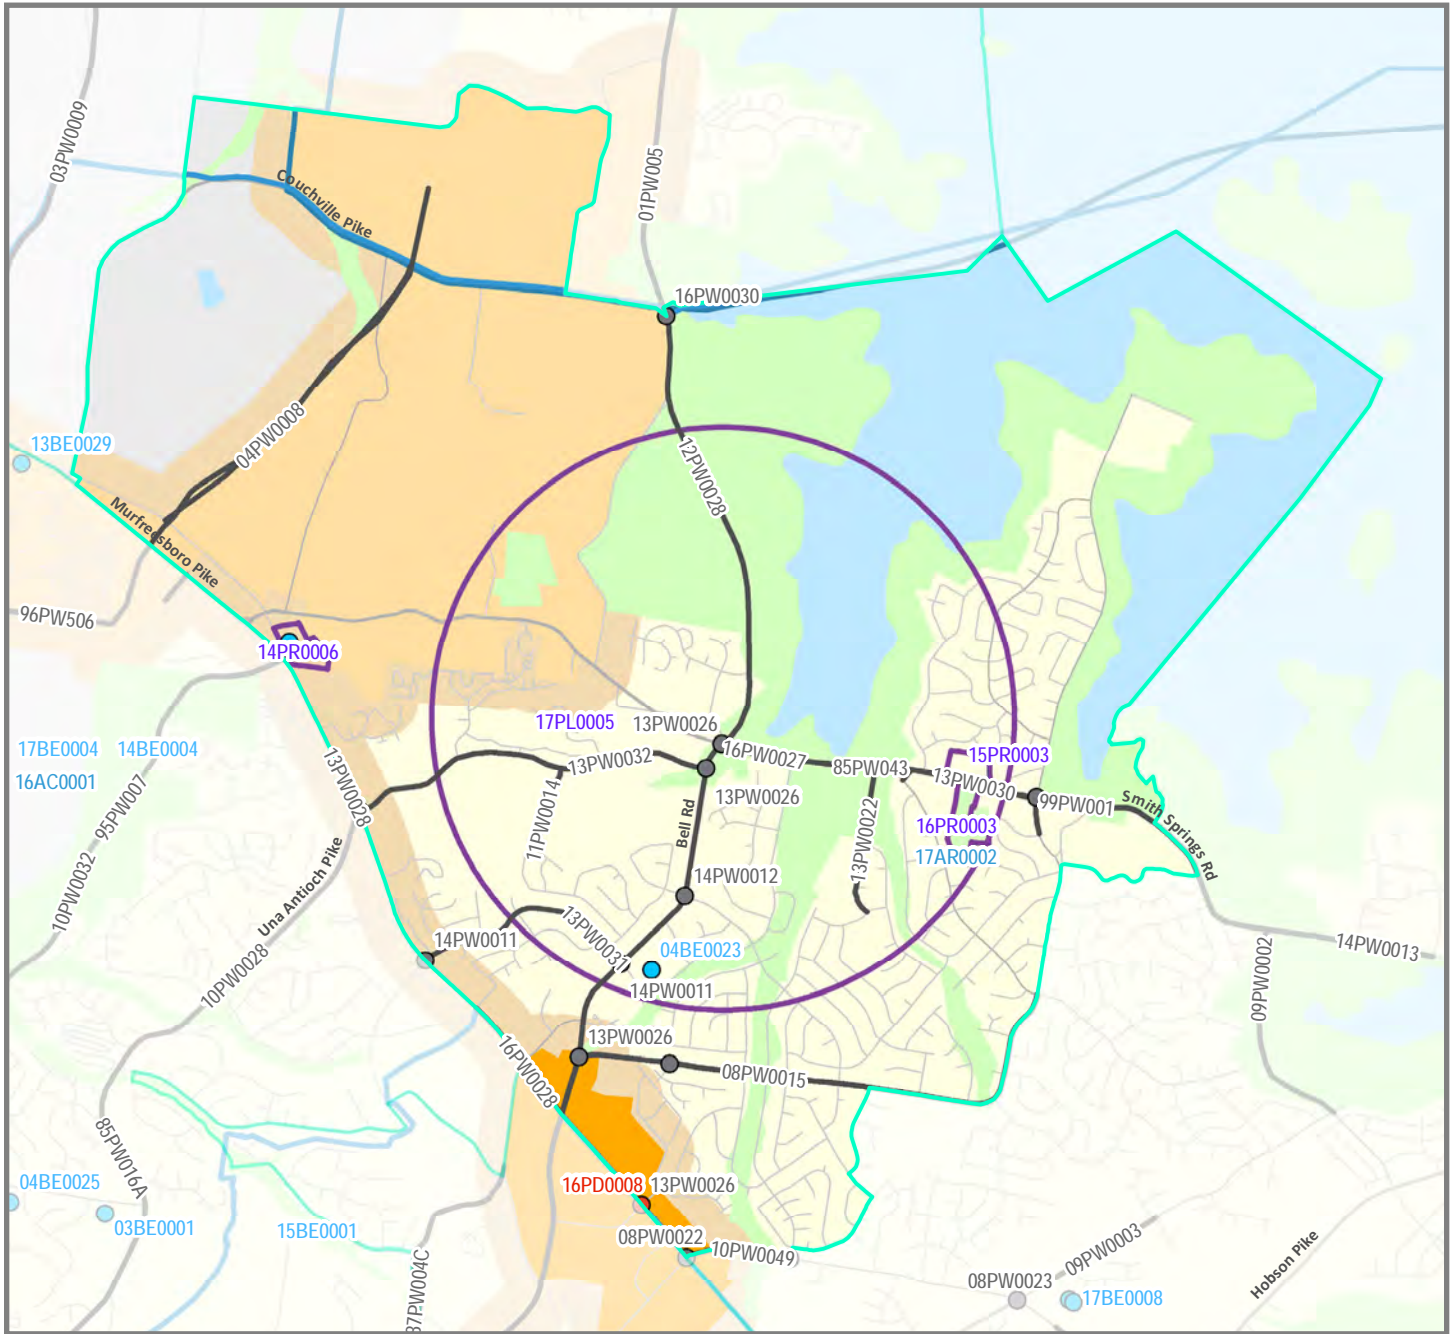 03PW0009
01PW005
Couchville Pike
16PW0030
04PW0008
12PW0028
13BE0029
Murfreesboro Pike
96PW506
14PR0006
17PL0005
13PW0026
17BE0004
14BE0004
16AC0001
13PW0028
13PW0032
16PW0027
85PW043
15PR0003
13PW0030
99PW001
Smith Springs Rd
13PW0026
11PW0014
Bell Rd
13PW0022
16PR0003
17AR0002
95PW007
10PW0032
Una Antioch Pike
10PW0028
14PW0012
14PW0011
13PW0031
04BE0023
14PW0011
14PW0013
09PW0002
13PW0026
16PW0028
08PW0015
85PW016A
04BE0025
03BE0001
15BE0001
16PD0008
13PW0026
08PW0022
10PW0049
87PW004C
08PW0023
09PW0003
17BE0008
Hobson Pike